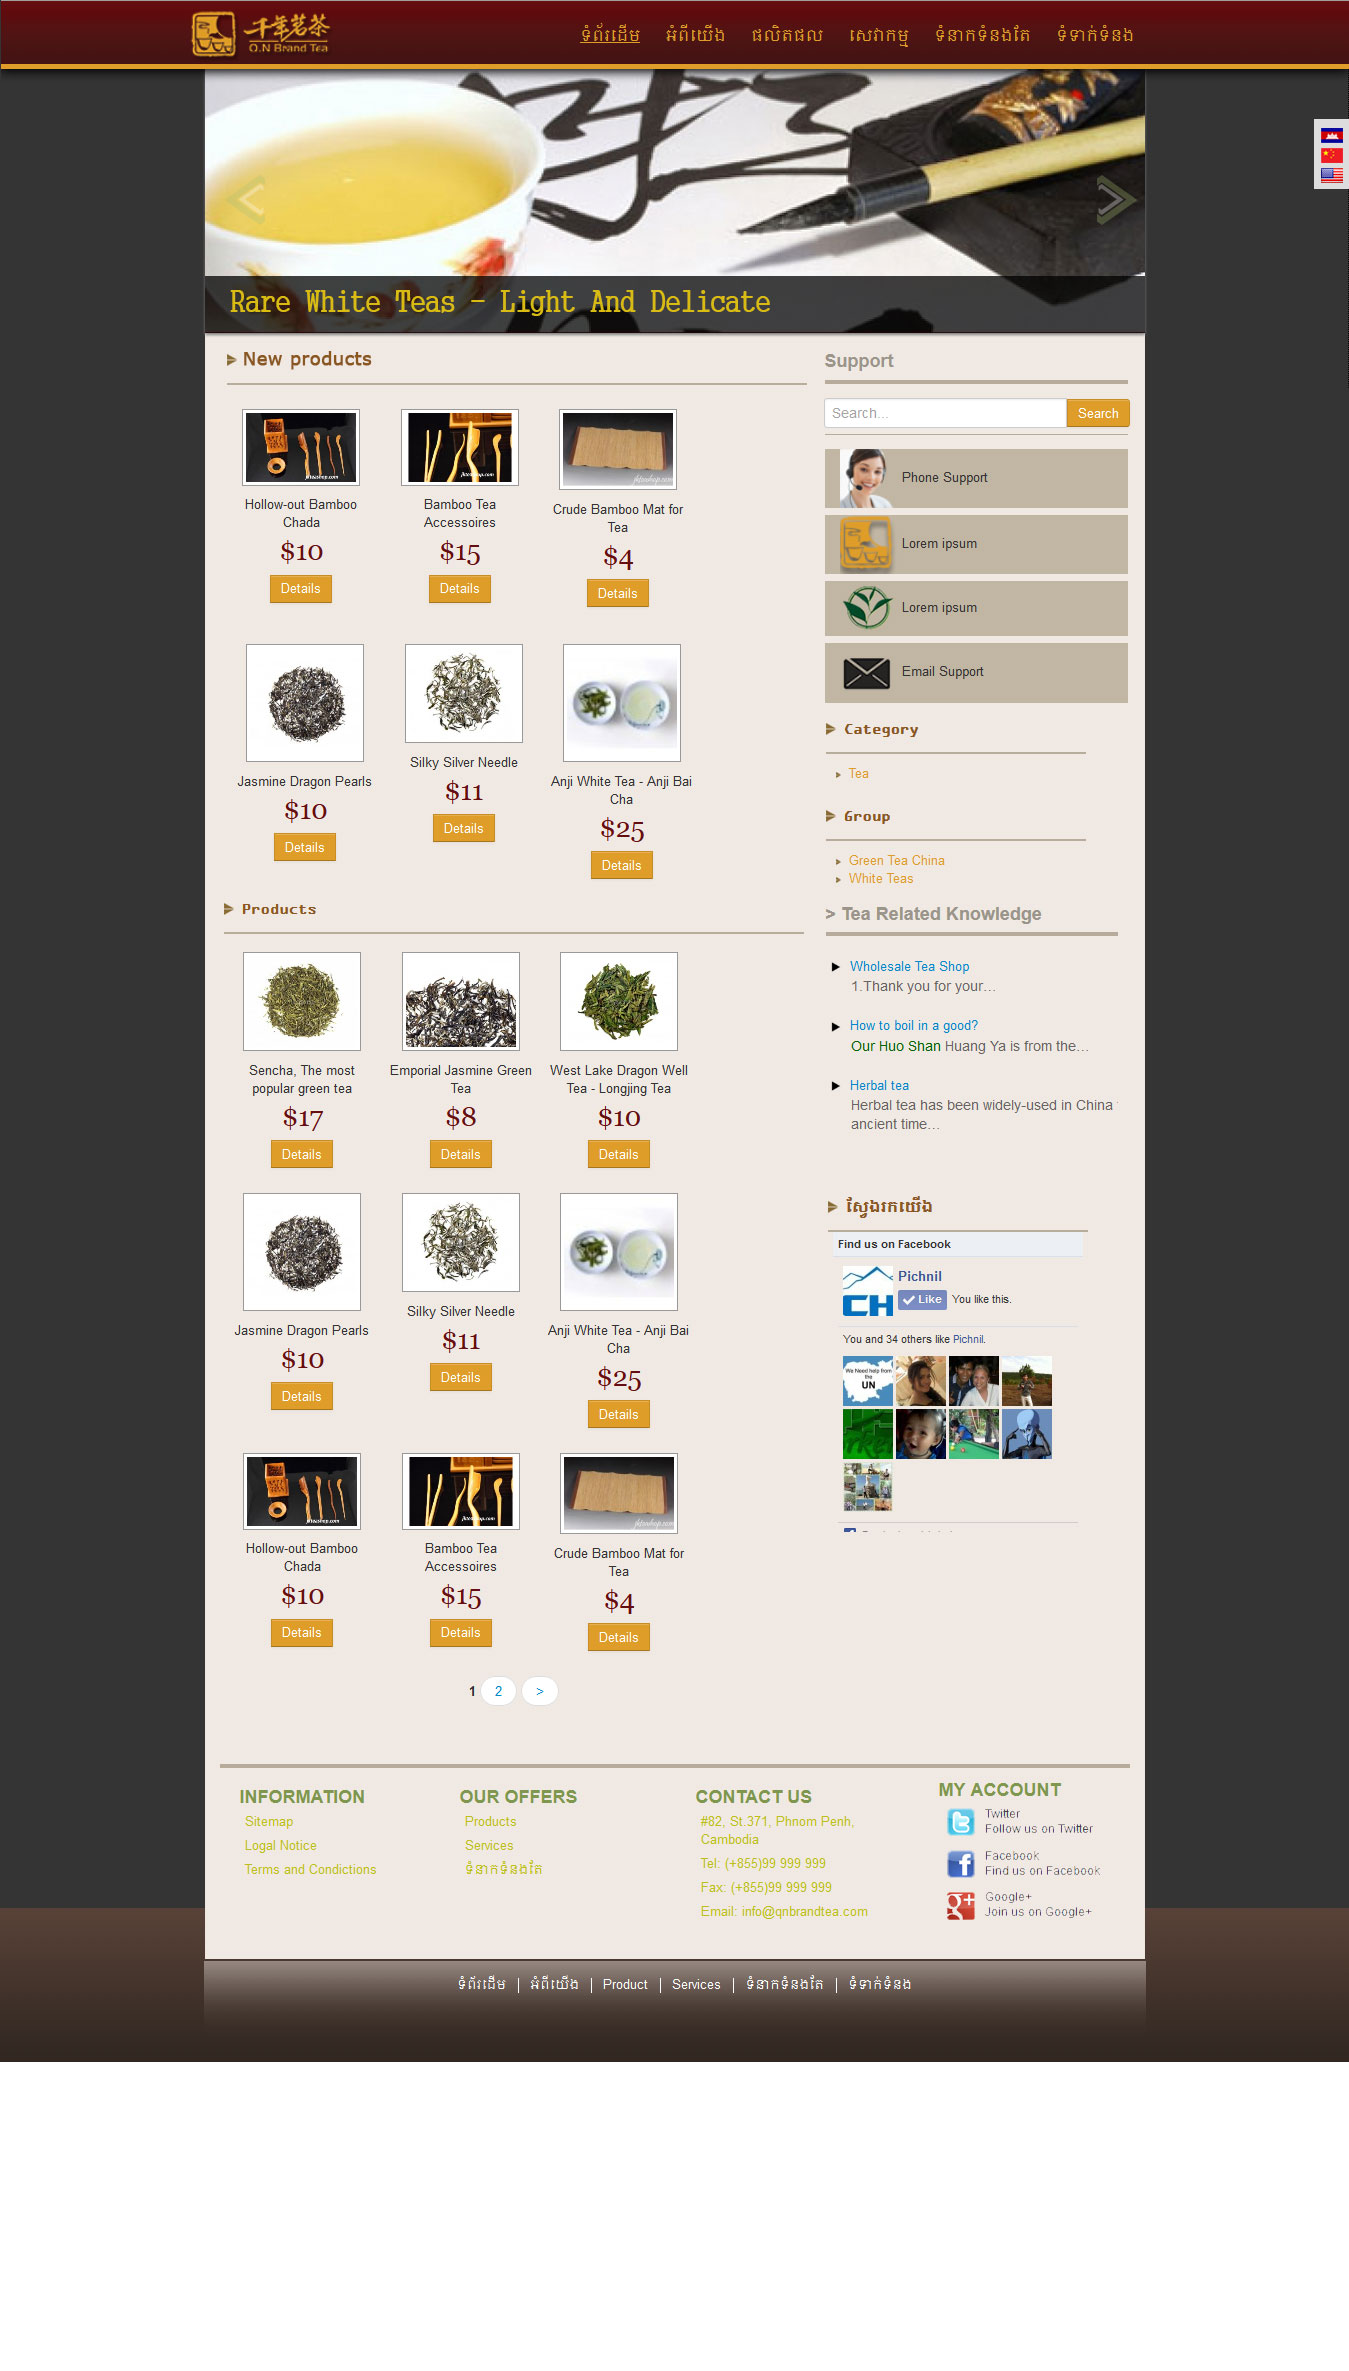 千年茗茶
Q.N Brand Tea
ទំព័រដើម អំពីយើង ផលិតផល សេវាកម្ម ទំនាកទំនងតែ ទំទាក់ទំនង
Rare White Teas - Light And Delicate
New products
Hollow-out Bamboo
Chada
$10
Details
Bamboo Tea
Accessoires
$15
Details
Crude Bamboo Mat for
Tea
$4
Details
Jasmine Dragon Pearls
$10
Details
Silky Silver Needle
$11
Details
Anji White Tea - Anji Bai
Cha
$25
Details
Products
Sencha, The most
popular green tea
$17
Details
Emporial Jasmine Green
Tea
$8
Details
West Lake Dragon Well
Tea - Longjing Tea
$10
Details
Jasmine Dragon Pearls
$10
Details
Silky Silver Needle
$11
Details
Anji White Tea - Anji Bai
Cha
$25
Details
Hollow-out Bamboo
Chada
$10
Details
Bamboo Tea
Accessoires
$15
Details
Crude Bamboo Mat for
Tea
$4
Details
1 2 >
Support
Search... Search
Phone Support
Lorem ipsum
Lorem ipsum
Email Support
Category
Tea
Group
Green Tea China
White Teas
> Tea Related Knowledge
Wholesale Tea Shop
1.Thank you for your...
How to boil in a good?
Our Huo Shan Huang Ya is from the...
Herbal tea
Herbal tea has been widely-used in China
ancient time...
ស្វែងរកយើង
Find us on Facebook
CH
Pichnil
Like You like this.
You and 34 others like Pichnil.
We Need help from
the
UN
INFORMATION
Sitemap
Logal Notice
Terms and Condictions
OUR OFFERS
Products
Services
ទំនាកទំនងតែ
CONTACT US
#82, St.371, Phnom Penh,
Cambodia
Tel: (+855)99 999 999
Fax: (+855)99 999 999
Email: info@qnbrandtea.com
MY ACCOUNT
Twitter
Follow us on Twitter
Facebook
Find us on Facebook
Google+
Join us on Google+
ទំព័រដើម | អំពីយើង | Product | Services | ទំនាកទំនងតែ | ទំទាក់ទំនង